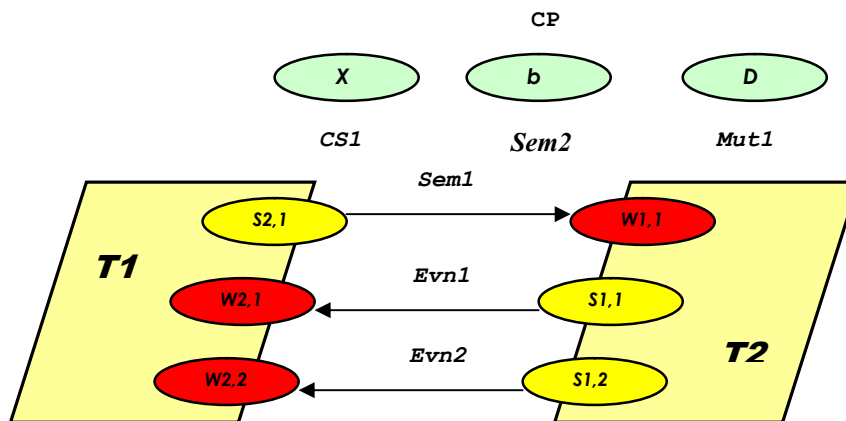 CP
X b D
CS1 Sem2 Mut1
Sem1
S2,1 W1,1
T1
Evn1
W2,1 S1,1
T2
Evn2
W2,2 S1,2